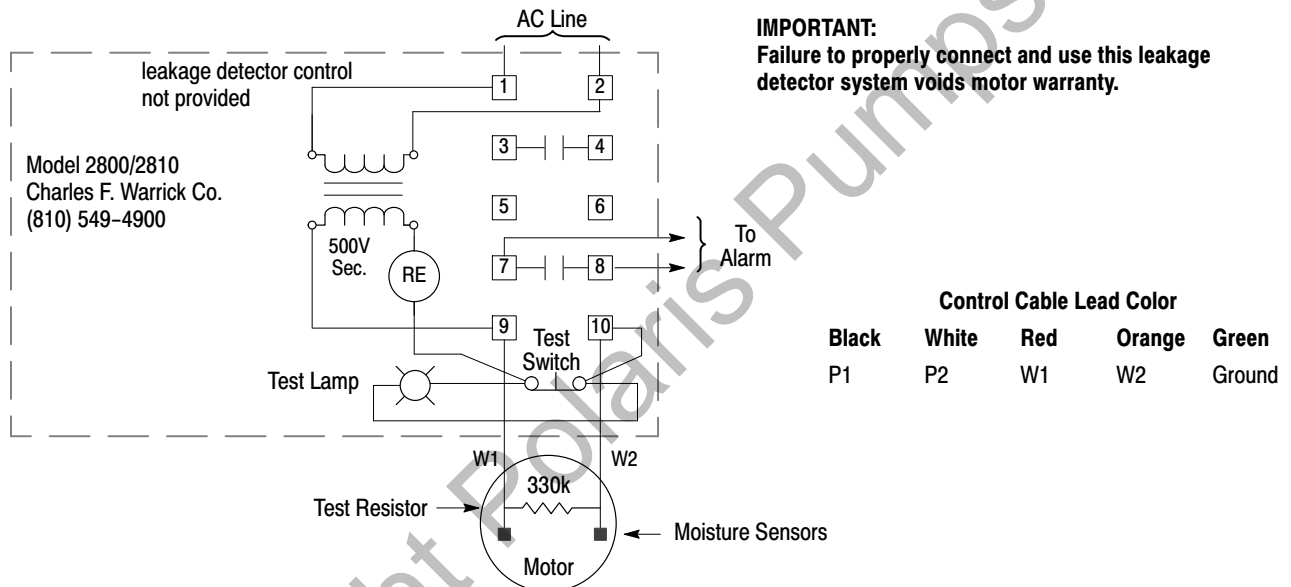 AC Line
IMPORTANT:
Failure to properly connect and use this leakage
detector system voids motor warranty.
leakage detector control
not provided
1
2
3
4
Model 2800/2810
Charles F. Warrick Co.
(810) 549–4900
5
6
500V
Sec.
RE
7
8
To
Alarm
9
10
Test
Switch
Test Lamp
Control Cable Lead Color
Black White Red Orange Green
P1 P2 W1 W2 Ground
W1
W2
330k
Test Resistor
Moisture Sensors
Motor
ht Polaris Pumps